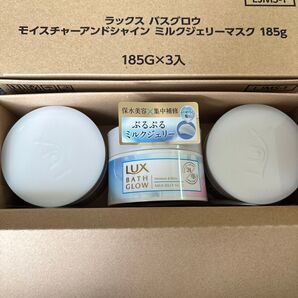 LSMS-1
ラックス バスグロウ
モイスチャーアンドシャイン ミルクジェリーマスク 185g
185G×3入
保水美容×集中補修
ぷるぷる
ミルクジェリー
LUX
BATH
GLOW